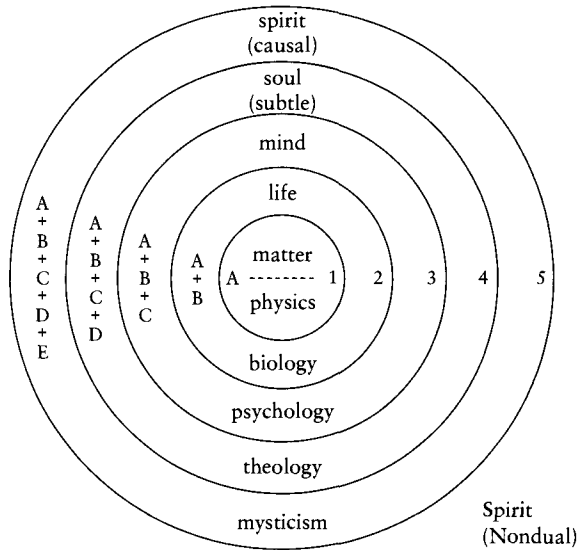 spirit
(causal)
soul
(subtle)
mind
life
matter
A ---------- 1 2 3 4 5
physics
A
+
B
+
C
+
D
+
E
A
+
B
+
C
+
D
A
+
B
+
C
A
+
B
biology
psychology
theology
mysticism
Spirit
(Nondual)